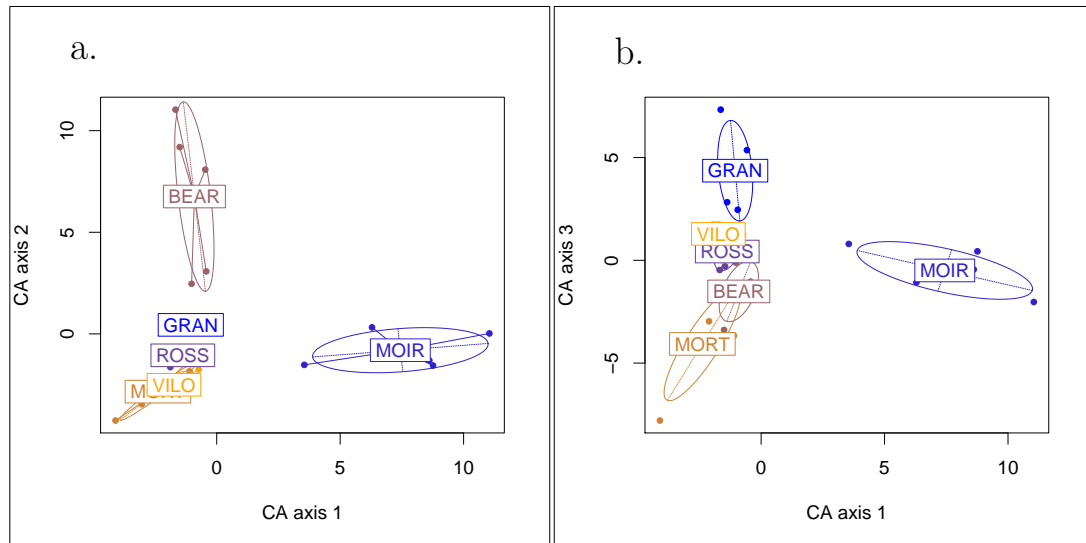 a.
10
5
0
CA axis 2
BEAR
GRAN
ROSS
VILO
MOIR
0
5
10
CA axis 1
b.
5
0
−5
CA axis 3
GRAN
VILO
ROSS
BEAR
MORT
MOIR
0
5
10
CA axis 1